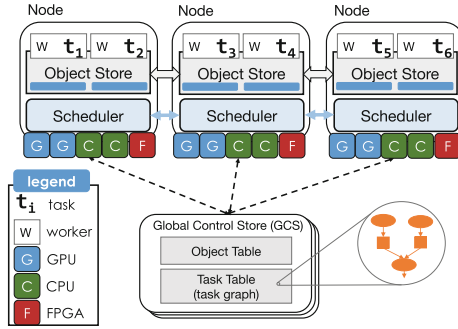 Node
Node
Node
W t1 W t2
W t3 W t4
W t5 W t6
Object Store
Object Store
Object Store
Scheduler
Scheduler
Scheduler
G G C C F
G G C C F
G G C C F
legend
ti task
W worker
G GPU
C CPU
F FPGA
Global Control Store (GCS)
Object Table
Task Table
(task graph)